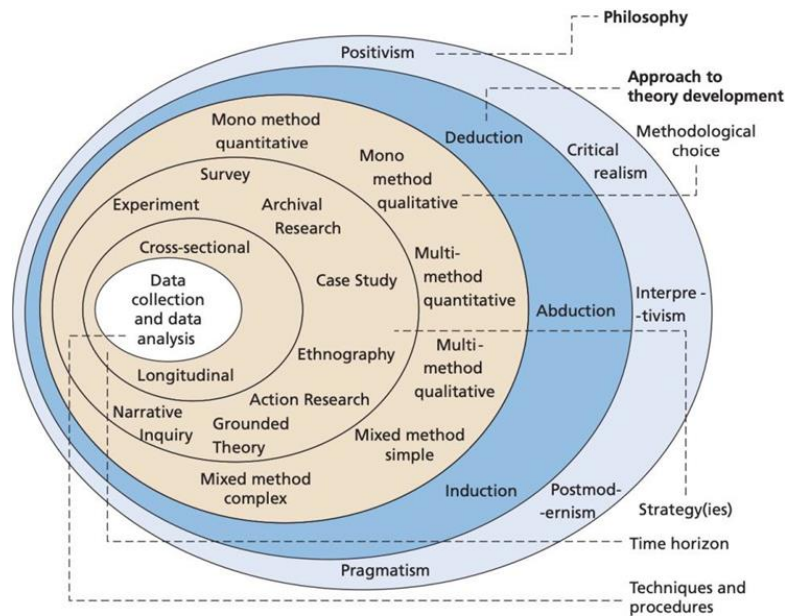 Philosophy
Positivism
Approach to
theory development
Mono method
quantitative
Deduction
Methodological
choice
Critical
realism
Mono
method
qualitative
Survey
Experiment
Archival
Research
Cross-sectional
Multi-
method
quantitative
Data
collection
and data
analysis
Case Study
Abduction
Interpre -
-tivism
Ethnography
Multi-
method
qualitative
Longitudinal
Action Research
Narrative
Inquiry
Grounded
Theory
Mixed method
simple
Mixed method
complex
Induction
Postmod-
-ernism
Strategy(ies)
Time horizon
Pragmatism
Techniques and
procedures